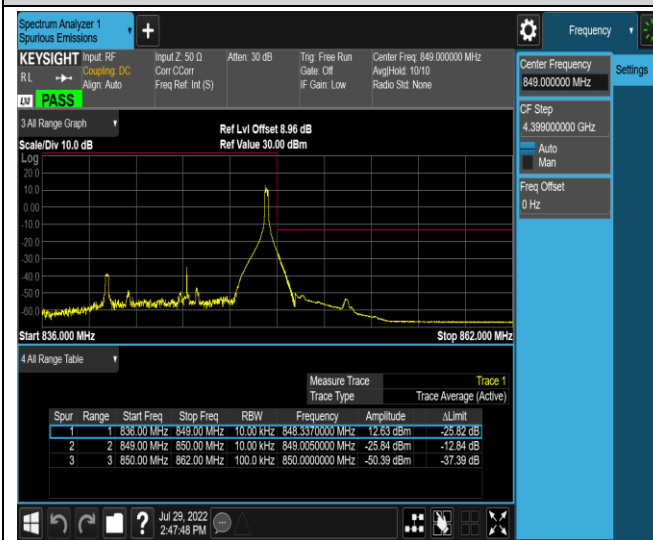 Spectrum Analyzer 1
Spurious Emissions
Frequency
KEYSIGHT
RL
Input: RF
Coupling: DC
Align: Auto
Input Z: 50 Ω
Corr CCorr
Freq Ref: Int (S)
Atten: 30 dB
Trig: Free Run
Gate: Off
IF Gain: Low
Center Freq: 849.000000 MHz
Avg|Hold: 10/10
Radio Std: None
LXI
PASS
Center Frequency
849.000000 MHz
Settings
CF Step
4.399000000 GHz
Auto
Man
Freq Offset
0 Hz
3 All Range Graph
Scale/Div 10.0 dB
Ref Lvl Offset 8.96 dB
Ref Value 30.00 dBm
Log
20.0
10.0
0.00
-10.0
-20.0
-30.0
-40.0
-50.0
-60.0
Start 836.000 MHz
Stop 862.000 MHz
4 All Range Table
Measure Trace Trace 1
Trace Type Trace Average (Active)
Spur Range Start Freq Stop Freq RBW Frequency Amplitude ΔLimit
1 1 836.00 MHz 849.00 MHz 10.00 kHz 848.3370000 MHz 12.63 dBm -25.82 dB
2 2 849.00 MHz 850.00 MHz 10.00 kHz 849.0050000 MHz -25.84 dBm -12.84 dB
3 3 850.00 MHz 862.00 MHz 100.0 kHz 850.0000000 MHz -50.39 dBm -37.39 dB
?
Jul 29, 2022
2:47:48 PM